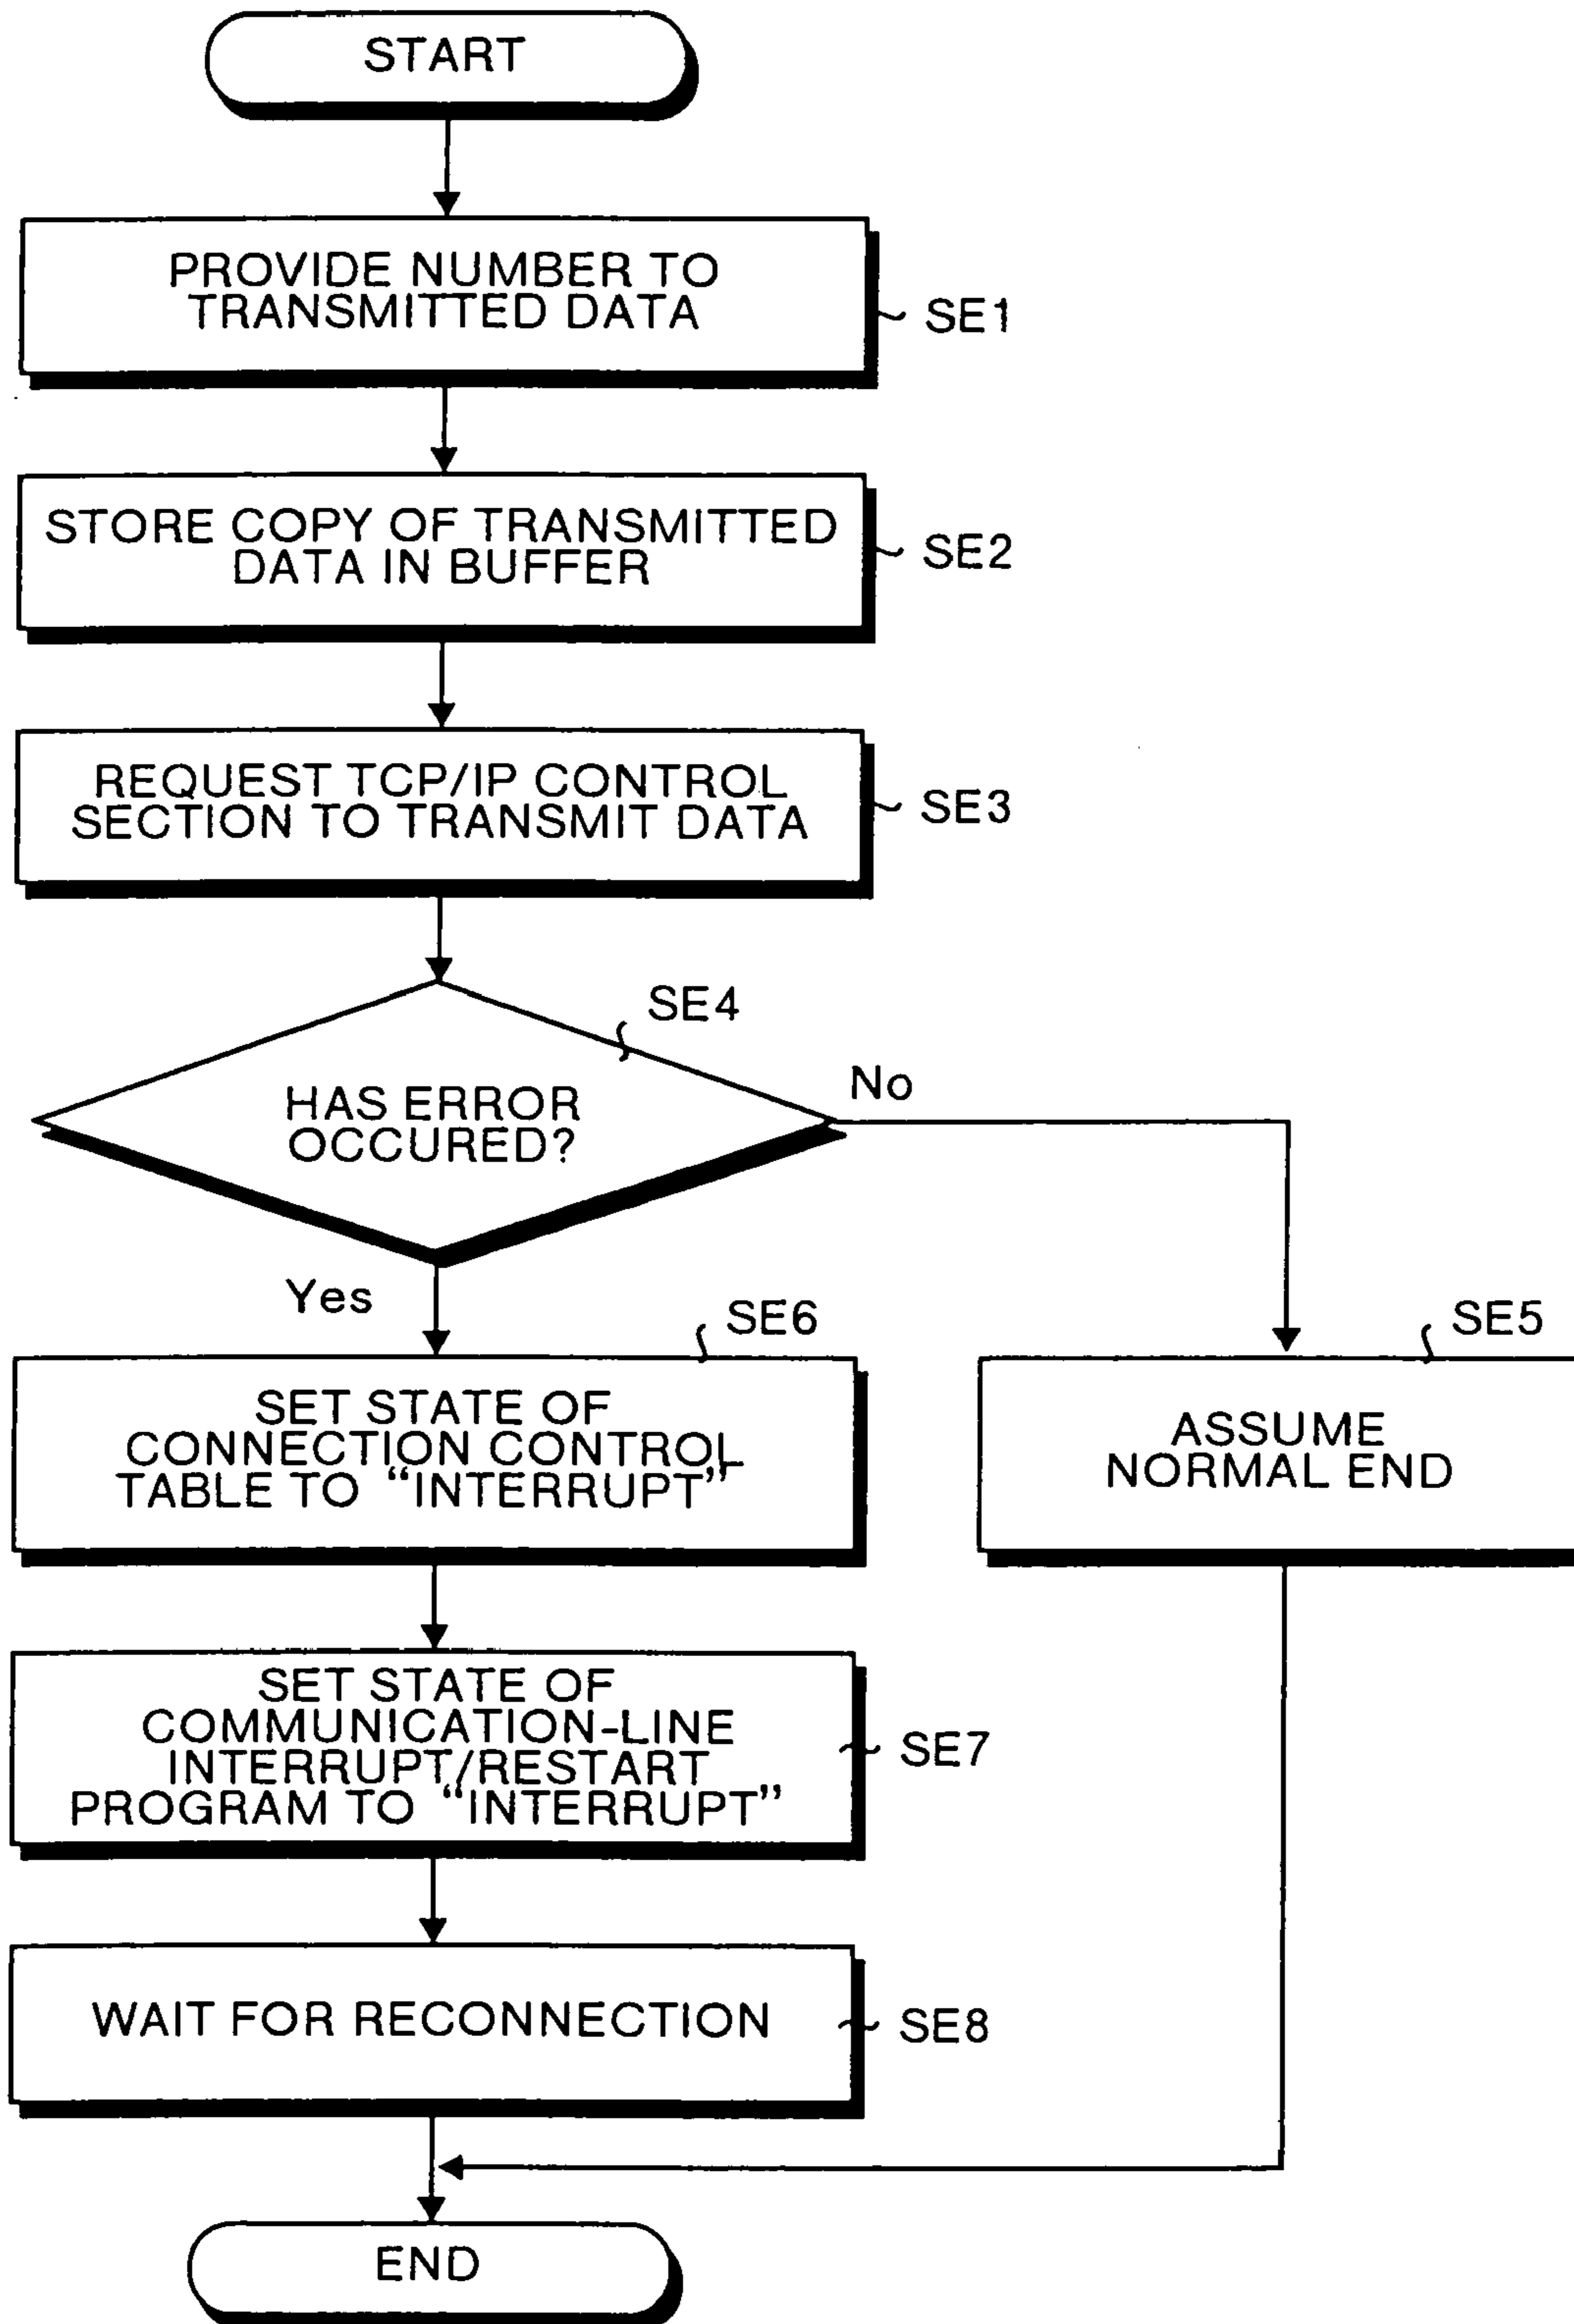 START
PROVIDE NUMBER TO
TRANSMITTED DATA
SE1
STORE COPY OF TRANSMITTED
DATA IN BUFFER
SE2
REQUEST TCP/IP CONTROL
SECTION TO TRANSMIT DATA
SE3
SE4
HAS ERROR
OCCURED?
No
Yes
SE6
SET STATE OF
CONNECTION CONTROL
TABLE TO “INTERRUPT”
SE5
ASSUME
NORMAL END
SET STATE OF
COMMUNICATION-LINE
INTERRUPT/RESTART
PROGRAM TO “INTERRUPT”
SE7
WAIT FOR RECONNECTION
SE8
END